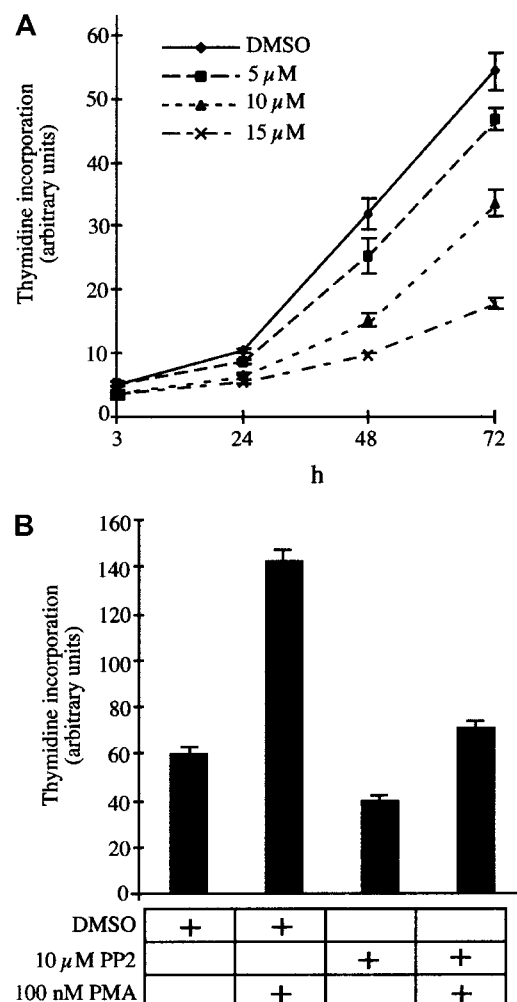 A
60
50
40
30
20
10
0
Thymidine incorporation
(arbitrary units)
DMSO
5 µM
10 µM
15 µM
3 24 48 72
h
B
160
140
120
100
80
60
40
20
0
Thymidine incorporation
(arbitrary units)
DMSO + +
10 µM PP2 + +
100 nM PMA + +